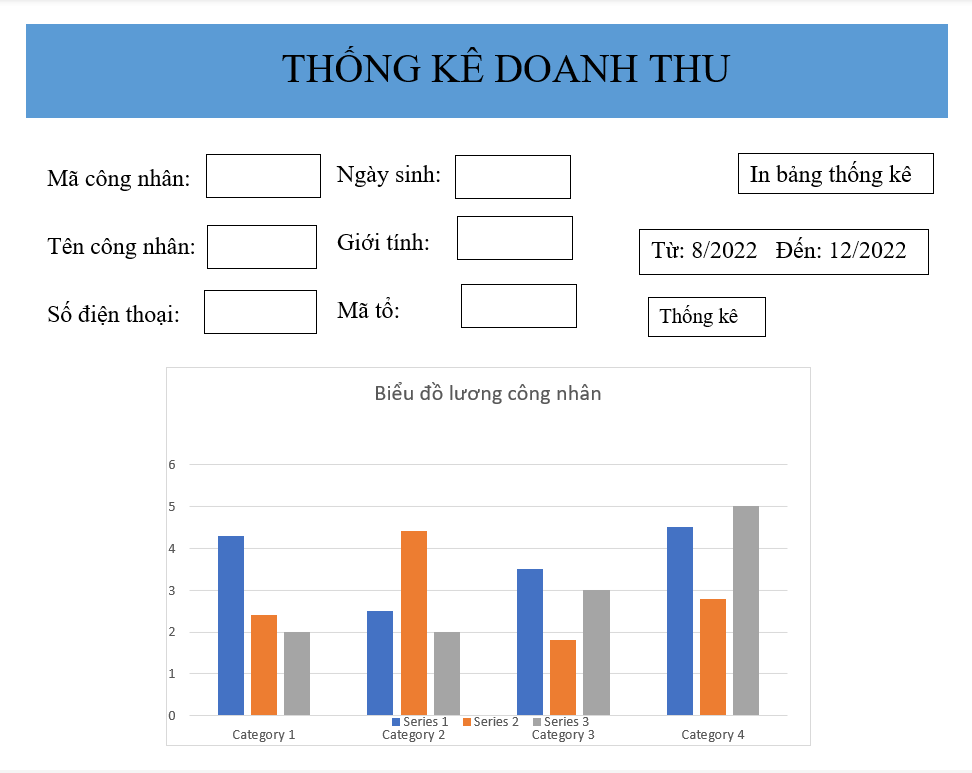 THỐNG KÊ DOANH THU
Mã công nhân:
Ngày sinh:
In bảng thống kê
Tên công nhân:
Giới tính:
Từ: 8/2022 Đến: 12/2022
Số điện thoại:
Mã tổ:
Thống kê
Biểu đồ lương công nhân
6
5
4
3
2
1
0
Series 1 Series 2 Series 3
Category 1 Category 2 Category 3 Category 4